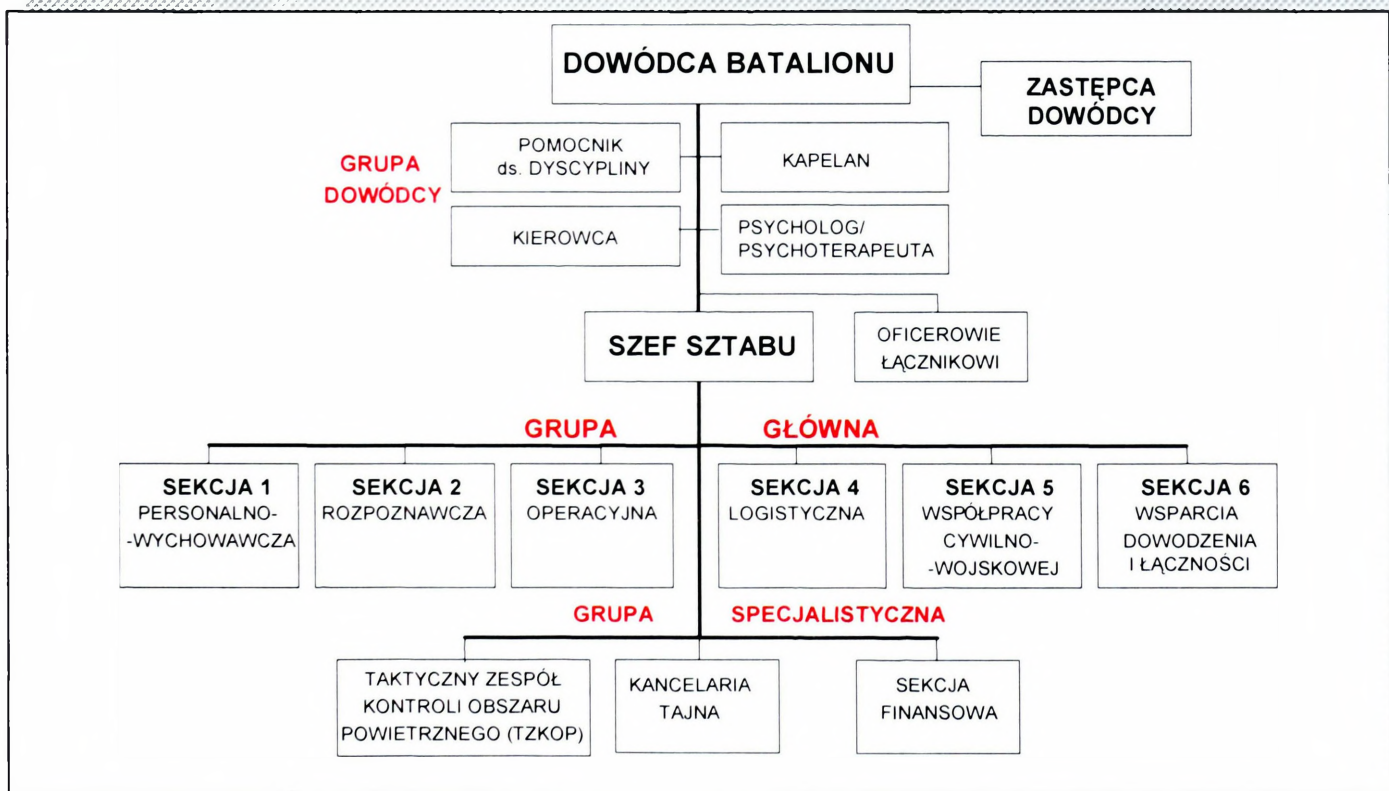 DOWÓDCA BATALIONU
ZASTĘPCA
DOWÓDCY
GRUPA
DOWÓDCY
POMOCNIK
ds. DYSCYPLINY
KAPELAN
KIEROWCA
PSYCHOLOG/
PSYCHOTERAPEUTA
SZEF SZTABU
OFICEROWIE
ŁĄCZNIKOWI
GRUPA GŁÓWNA
SEKCJA 1
PERSONALNO-
-WYCHOWAWCZA
SEKCJA 2
ROZPOZNAWCZA
SEKCJA 3
OPERACYJNA
SEKCJA 4
LOGISTYCZNA
SEKCJA 5
WSPÓŁPRACY
CYWILNO-
-WOJSKOWEJ
SEKCJA 6
WSPARCIA
DOWODZENIA
I ŁĄCZNOŚCI
GRUPA SPECJALISTYCZNA
TAKTYCZNY ZESPÓŁ
KONTROLI OBSZARU
POWIETRZNEGO (TZKOP)
KANCELARIA
TAJNA
SEKCJA
FINANSOWA